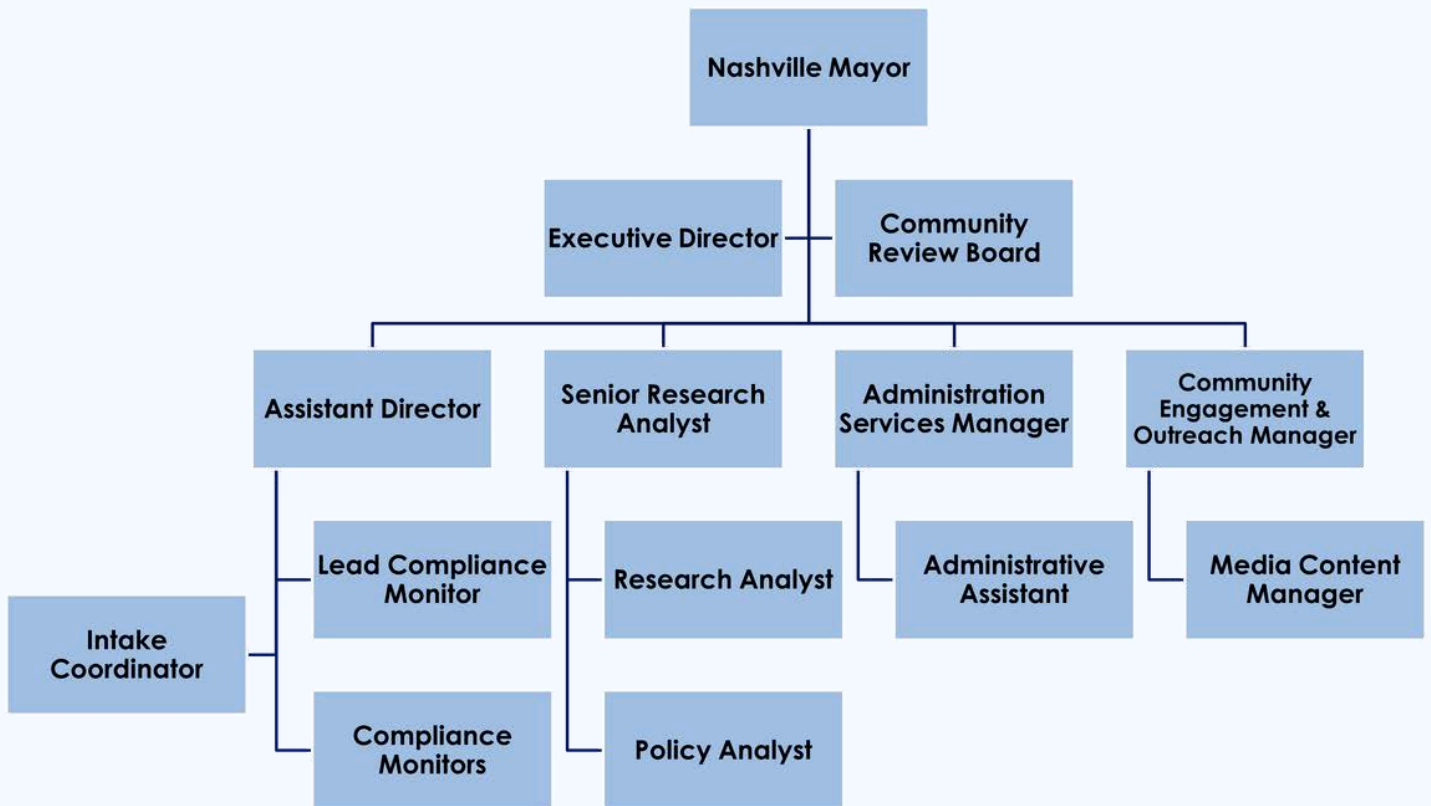 Nashville Mayor
Executive Director
Community
Review Board
Assistant Director
Senior Research
Analyst
Administration
Services Manager
Community
Engagement &
Outreach Manager
Lead Compliance
Monitor
Research Analyst
Administrative
Assistant
Media Content
Manager
Intake
Coordinator
Compliance
Monitors
Policy Analyst